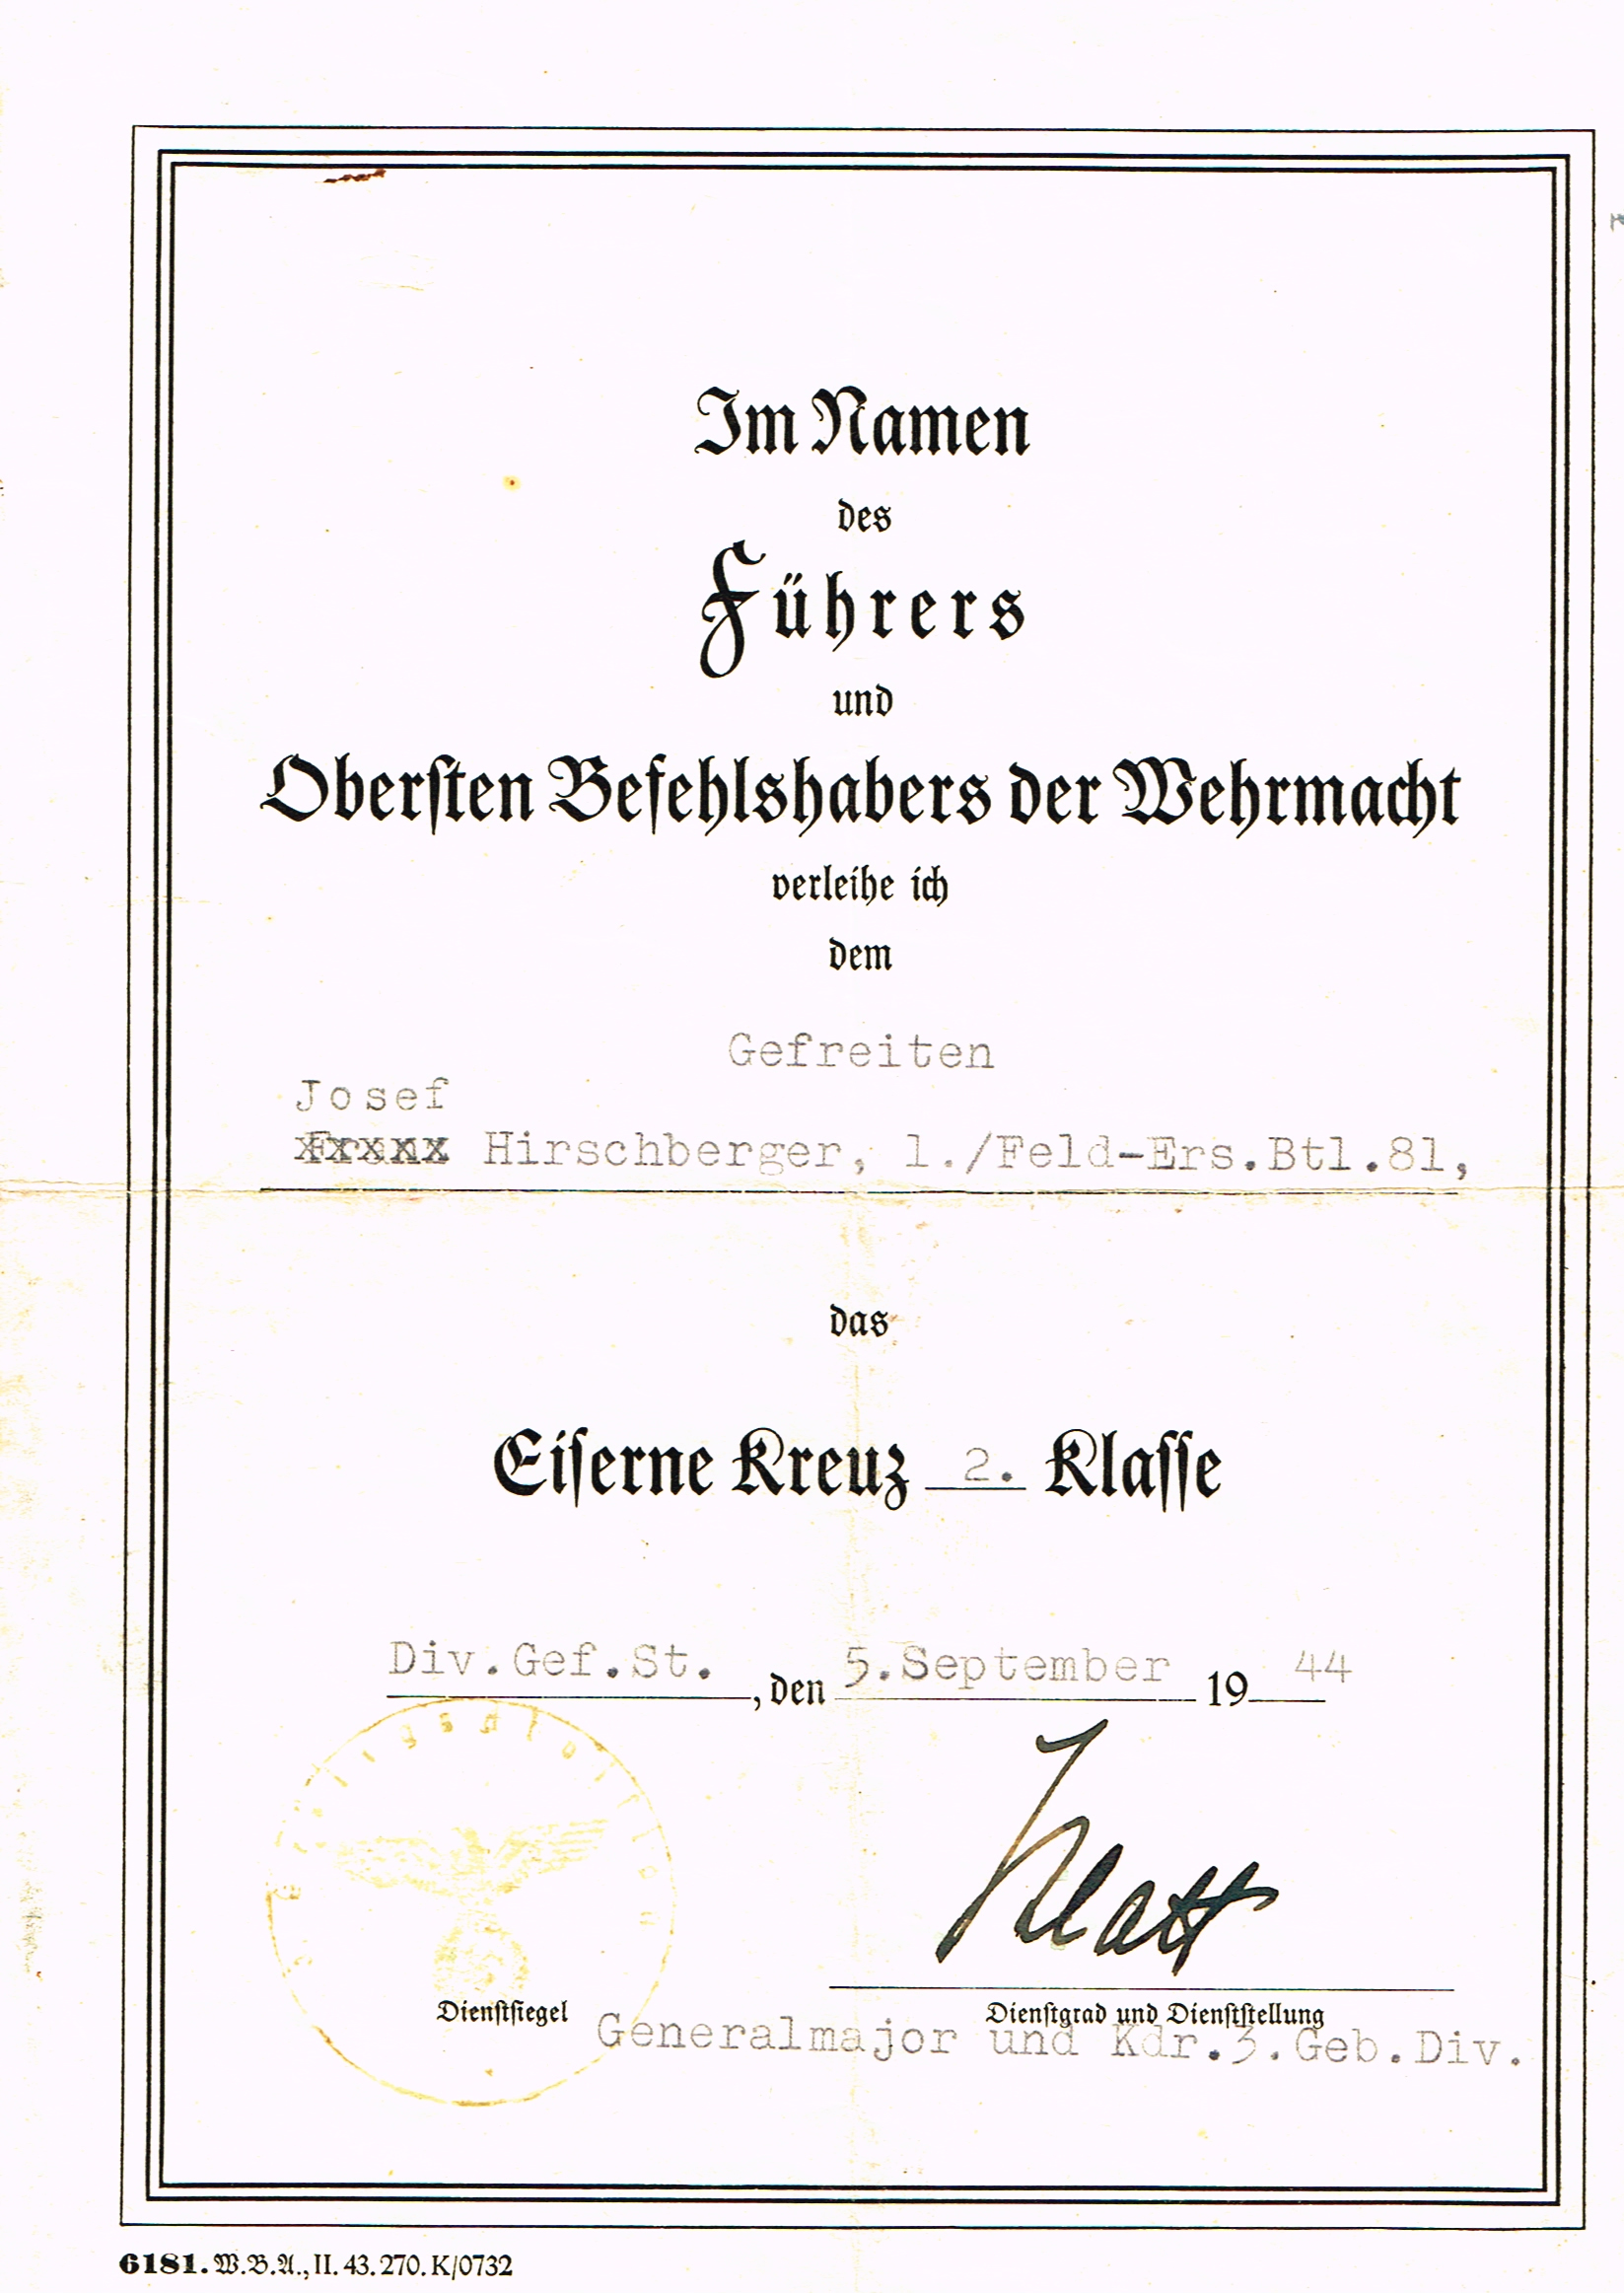 Im Namen
des
Führers
und
Obersten Befehlshabers der Wehrmacht
verleihe ich
dem
Gefreiten
Josef
Hirschberger, 1./Feld-Ers.Btl.81,
das
Eiserne Kreuz 2. Klasse
Div.Gef.St. , den 5.September 1944
Klatt
Dienstsiegel
Dienstgrad und Dienststellung
Generalmajor und Kdr.3.Geb.Div.
6181. W.B.A., II. 43. 270. K/0732